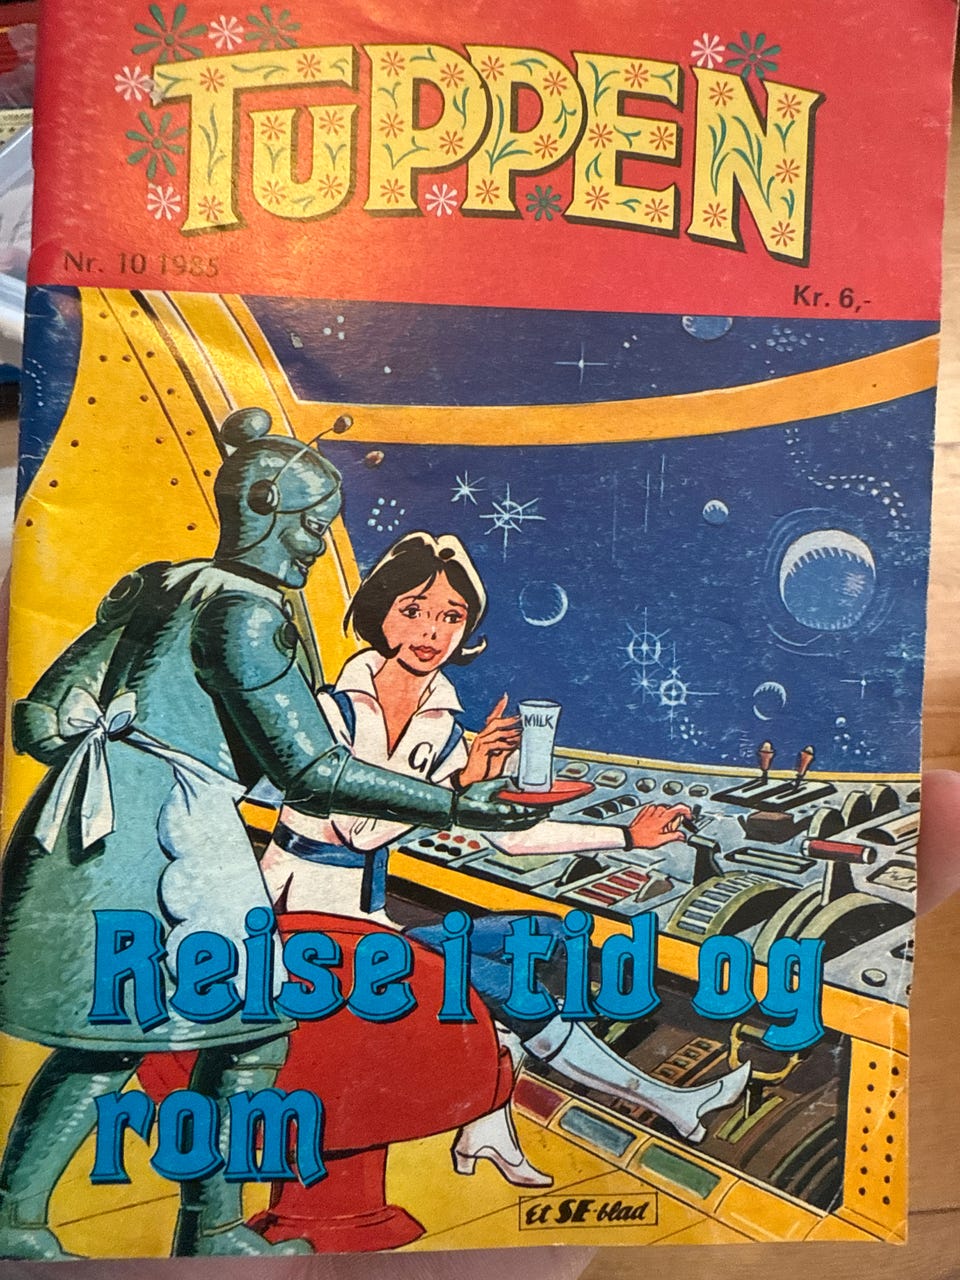 TUPPEN
Nr. 10 1985
Kr. 6,-
MILK
G
Reise i tid og
rom
Et SE-blad